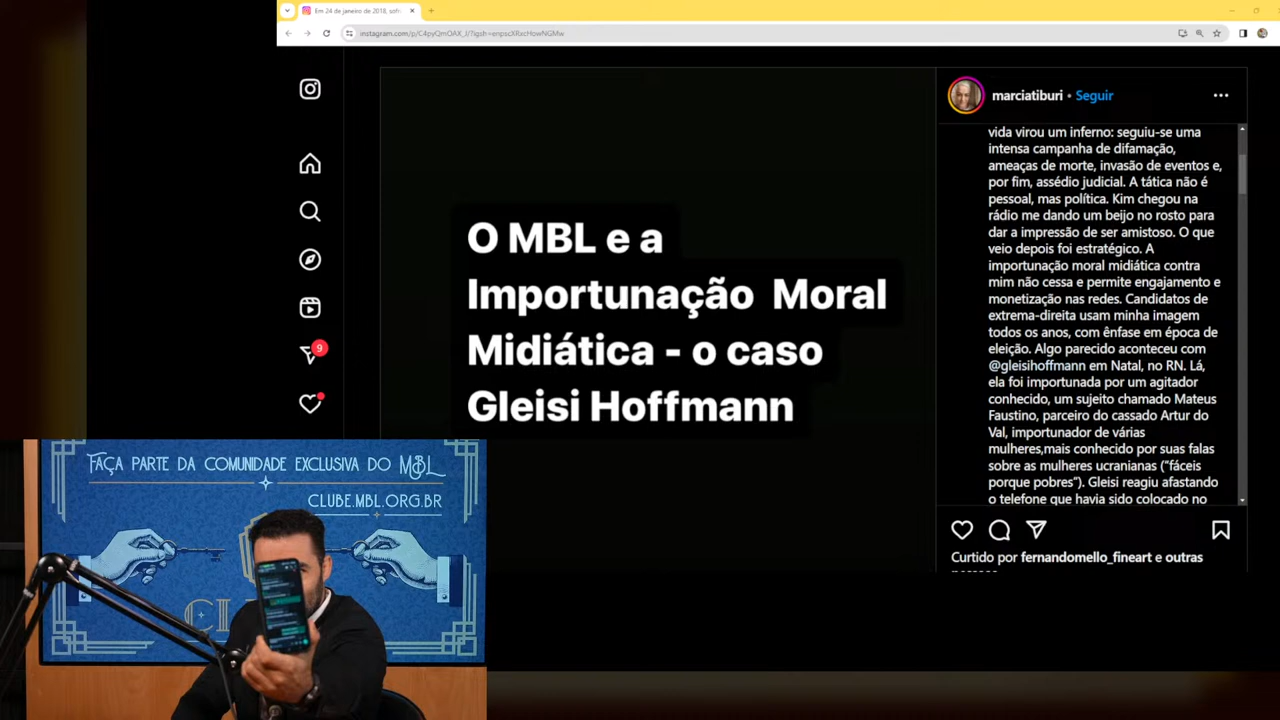 Em 24 de janeiro de 2018, sofr
instagram.com/p/C4pyQmOAX_J/?igsh=enpscXRxcHowNGMw
9
O MBL e a
Importunação Moral
Midiática - o caso
Gleisi Hoffmann
marciatiburi • Seguir
vida virou um inferno: seguiu-se uma
intensa campanha de difamação,
ameaças de morte, invasão de eventos e,
por fim, assédio judicial. A tática não é
pessoal, mas política. Kim chegou na
rádio me dando um beijo no rosto para
dar a impressão de ser amistoso. O que
veio depois foi estratégico. A
importunação moral midiática contra
mim não cessa e permite engajamento e
monetização nas redes. Candidatos de
extrema-direita usam minha imagem
todos os anos, com ênfase em época de
eleição. Algo parecido aconteceu com
@gleisihoffmann em Natal, no RN. Lá,
ela foi importunada por um agitador
conhecido, um sujeito chamado Mateus
Faustino, parceiro do cassado Artur do
Val, importunador de várias
mulheres,mais conhecido por suas falas
sobre as mulheres ucranianas (“fáceis
porque pobres”). Gleisi reagiu afastando
o telefone que havia sido colocado no
Curtido por fernandomello_fineart e outras
FAÇA PARTE DA COMUNIDADE EXCLUSIVA DO MBL
CLUBE.MBL.ORG.BR